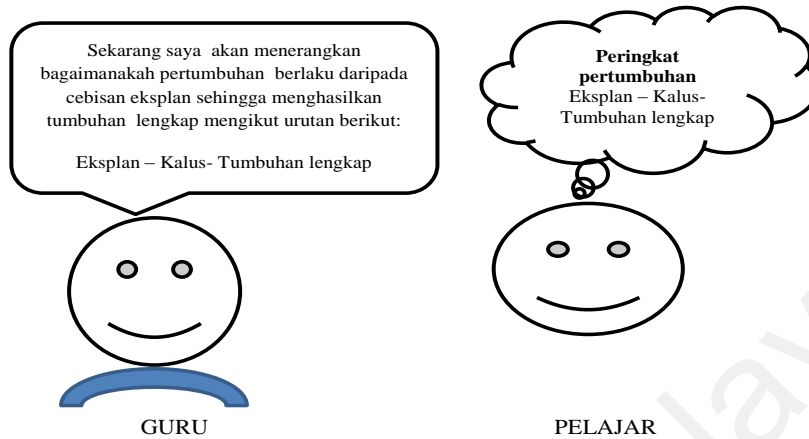 Sekarang saya akan menerangkan
bagaimanakah pertumbuhan berlaku daripada
cebisan eksplan sehingga menghasilkan
tumbuhan lengkap mengikut urutan berikut:
Eksplan – Kalus- Tumbuhan lengkap
Peringkat
pertumbuhan
Eksplan – Kalus-
Tumbuhan lengkap
GURU
PELAJAR